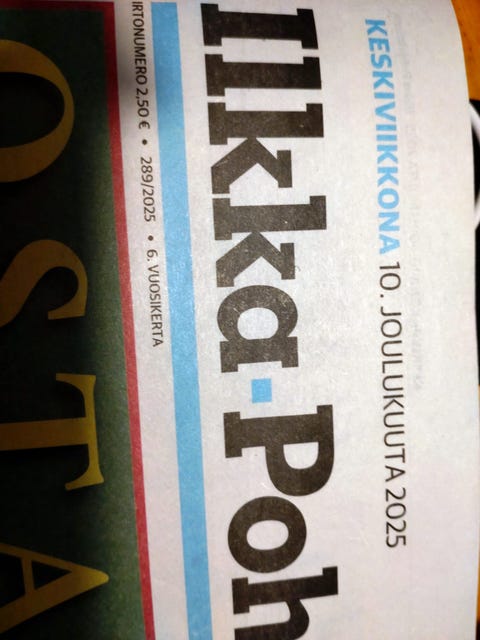 KESKIVIIKKONA 10. JOULUKUUTA 2025
Ilkka-Poh
IRTONUMERO 2,50 € • 289/2025 • 6. VUOSIKERTA
OSTA